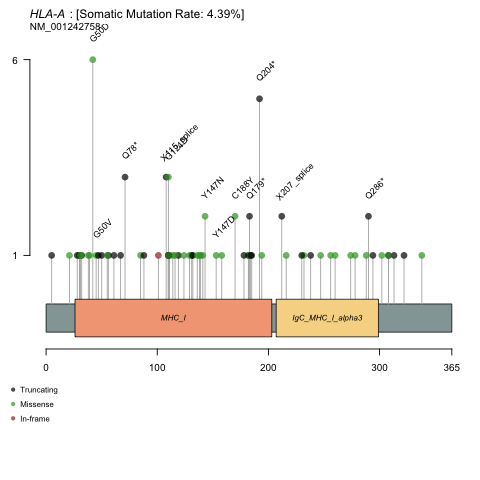 HLA-A : [Somatic Mutation Rate: 4.39%]
NM_001242758
G50D
6
Q204*
Q78*
X115_splice
Y147N
C188Y
Q179*
X207_splice
Q286*
G50V
Y147D
1
MHC_I
IgC_MHC_I_alpha3
0 100 200 300 365
Truncating
Missense
In-frame